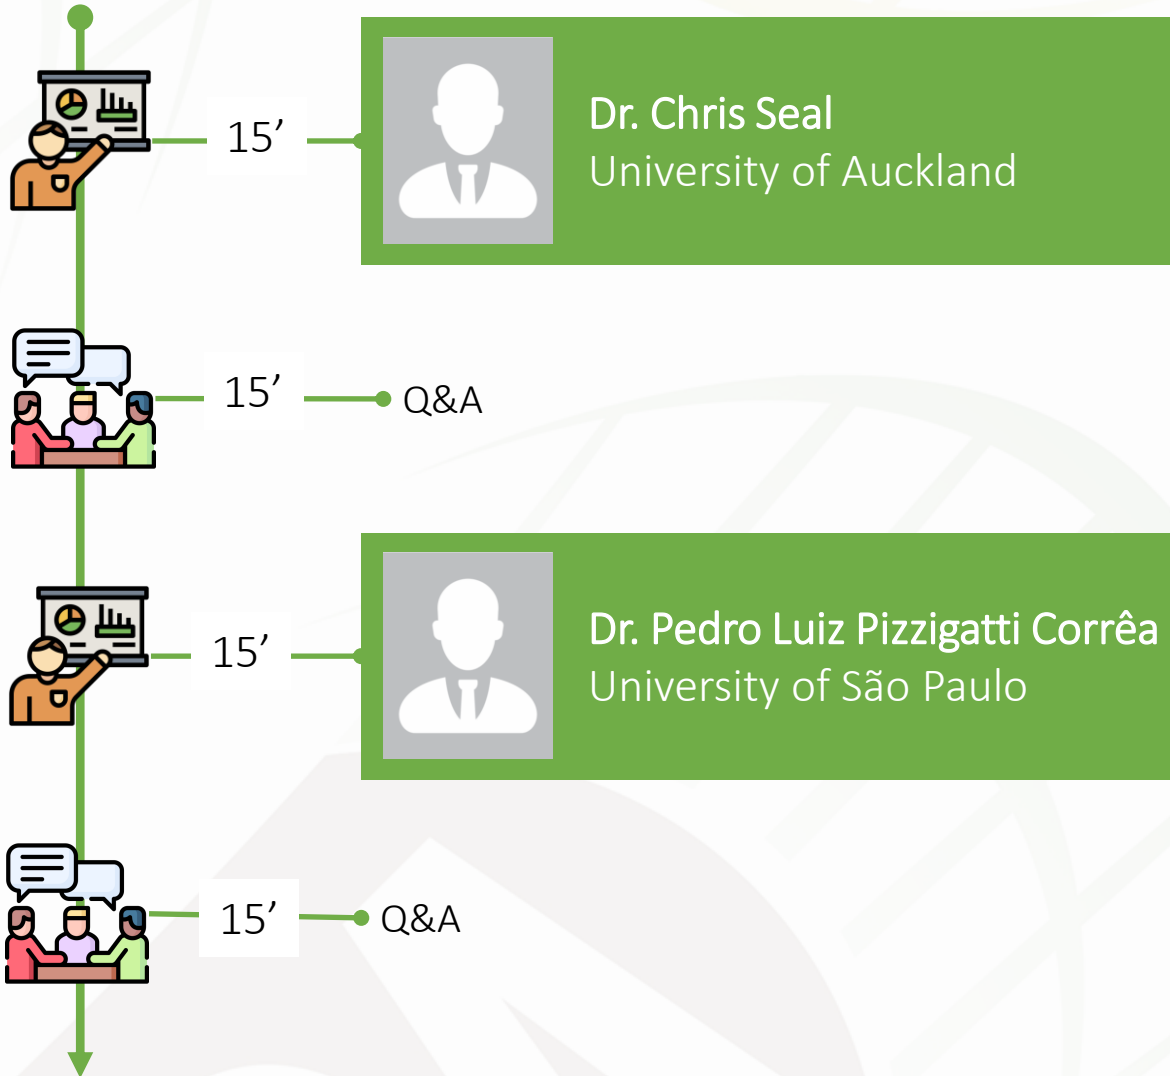 15’
Dr. Chris Seal
University of Auckland
15’
Q&A
15’
Dr. Pedro Luiz Pizzigatti Corrêa
University of São Paulo
15’
Q&A